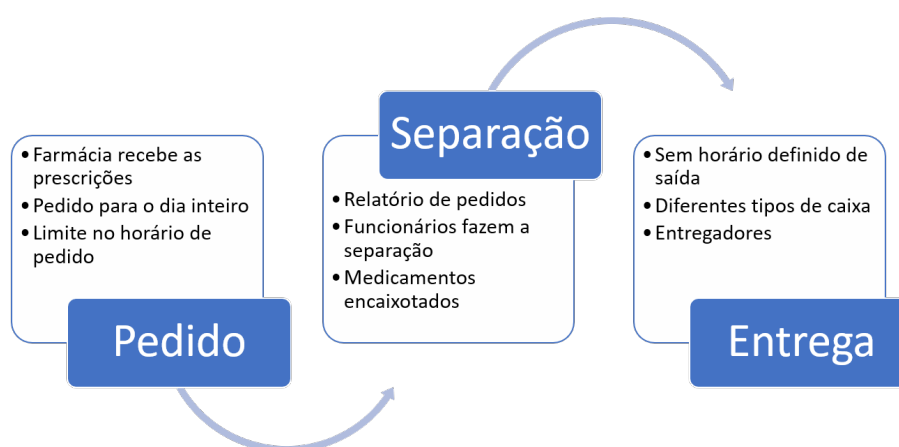 • Farmácia recebe as
prescrições
• Pedido para o dia inteiro
• Limite no horário de
pedido
Pedido
Separação
• Relatório de pedidos
• Funcionários fazem a
separação
• Medicamentos
encaixotados
• Sem horário definido de
saída
• Diferentes tipos de caixa
• Entregadores
Entrega